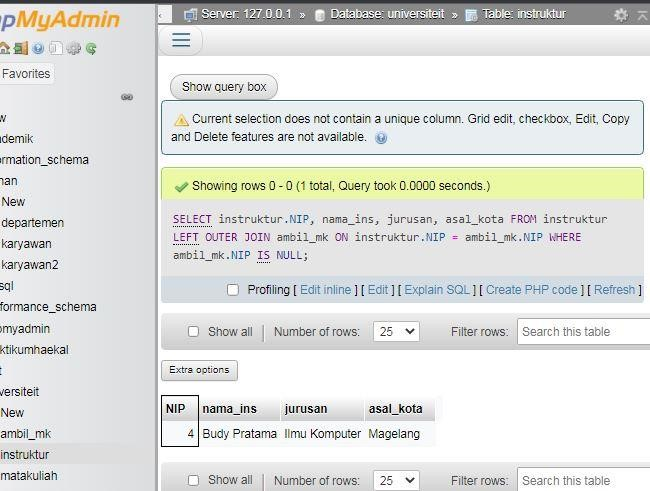 pMyAdmin
Server: 127.0.0.1 » Database: universiteit » Table: instruktur
Favorites
Show query box
Current selection does not contain a unique column. Grid edit, checkbox, Edit, Copy
and Delete features are not available.
Showing rows 0 - 0 (1 total, Query took 0.0000 seconds.)
SELECT instruktur.NIP, nama_ins, jurusan, asal_kota FROM instruktur
LEFT OUTER JOIN ambil_mk ON instruktur.NIP = ambil_mk.NIP WHERE
ambil_mk.NIP IS NULL;
Profiling [ Edit inline ] [ Edit ] [ Explain SQL ] [ Create PHP code ] [ Refresh ]
Show all Number of rows: 25 Filter rows: Search this table
Extra options
NIP nama_ins jurusan asal_kota
4 Budy Pratama Ilmu Komputer Magelang
Show all Number of rows: 25 Filter rows: Search this table
w
ademik
ormation_schema
nan
New
departemen
karyawan
karyawan2
sql
rformance_schema
pmyadmin
ktikumhaekal
t
versiteit
New
ambil_mk
instruktur
matakuliah